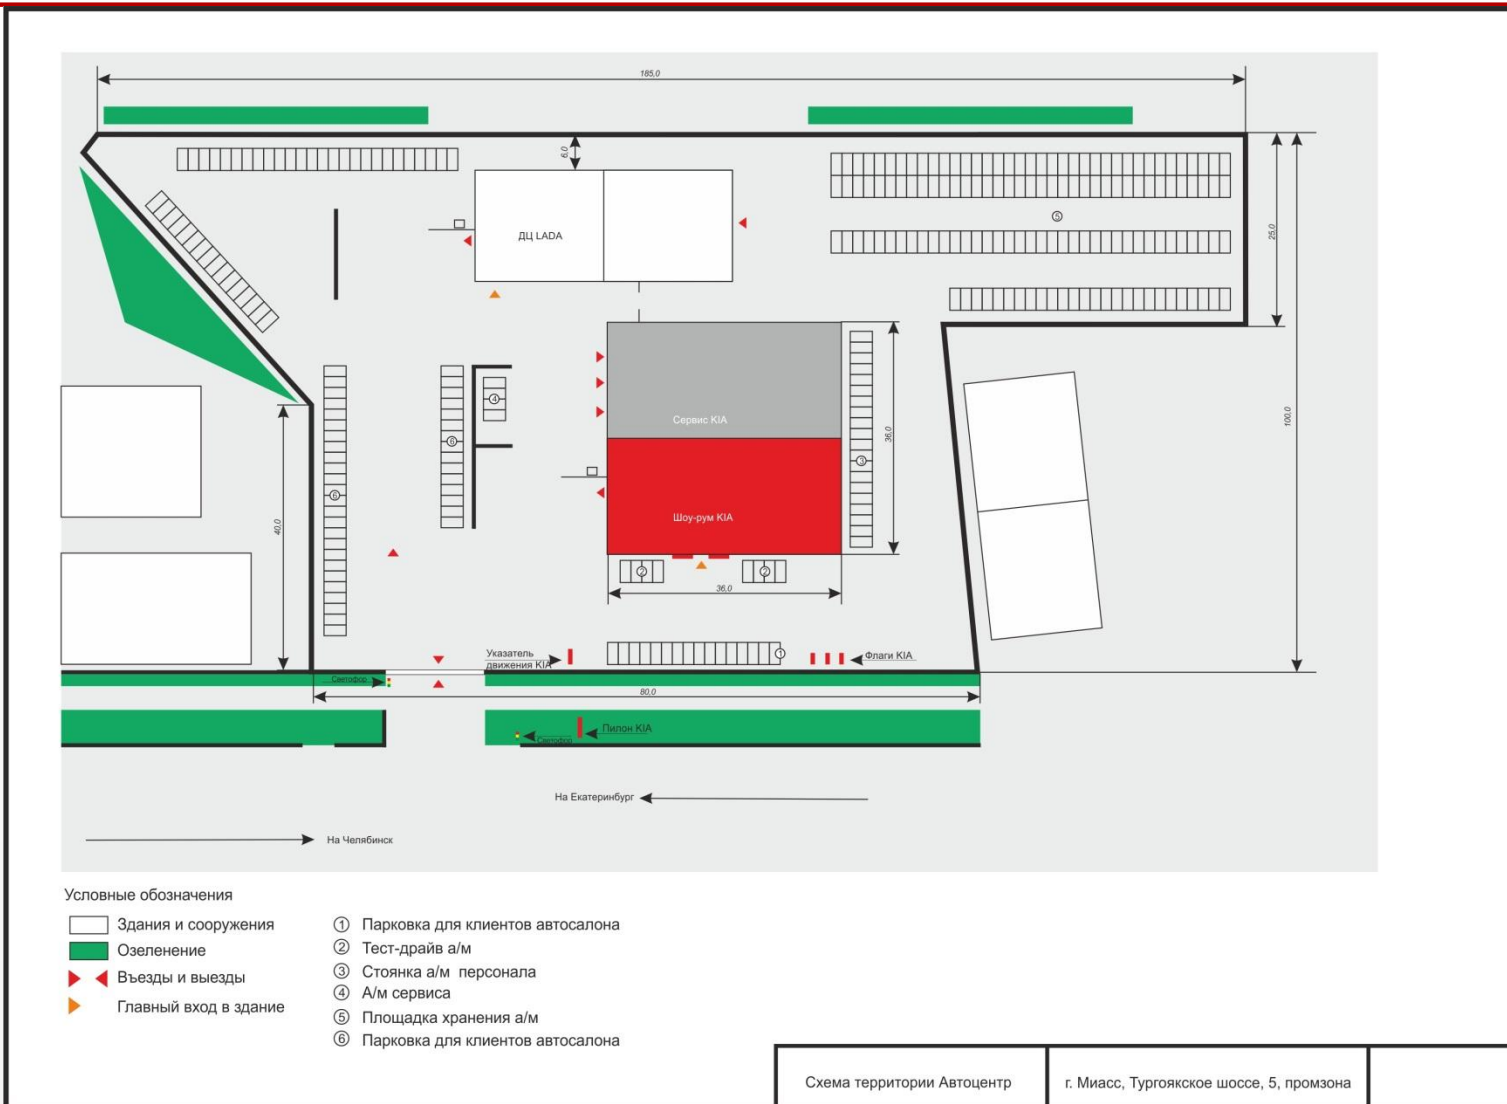 185,0
6,0
5
ДЦ LADA
25,0
100,0
4
6
6
40,0
Сервис KIA
36,0
3
Шоу-рум KIA
2
2
36,0
Указатель
движения KIA
1
Флаги KIA
Светофор
80,0
Пилон KIA
Светофор
На Екатеринбург
На Челябинск
Условные обозначения
Здания и сооружения
Озеленение
Въезды и выезды
Главный вход в здание
1 Парковка для клиентов автосалона
2 Тест-драйв а/м
3 Стоянка а/м персонала
4 А/м сервиса
5 Площадка хранения а/м
6 Парковка для клиентов автосалона
Схема территории Автоцентр
г. Миасс, Тургоякское шоссе, 5, промзона